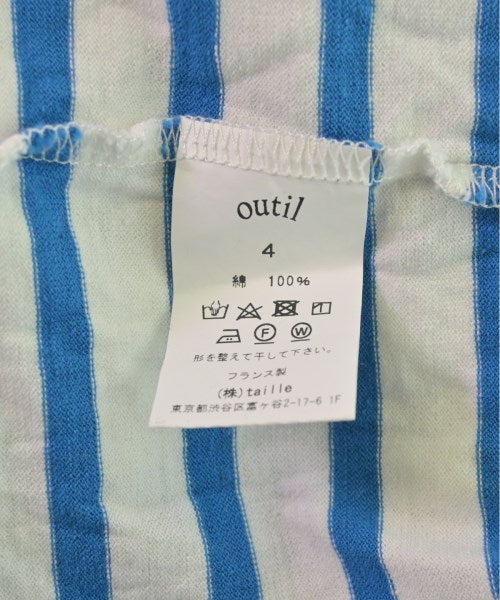 outil
4
綿 100%
F W
形を整えて干して下さい。
フランス製
(株)taille
東京都渋谷区富ヶ谷2-17-6 1F